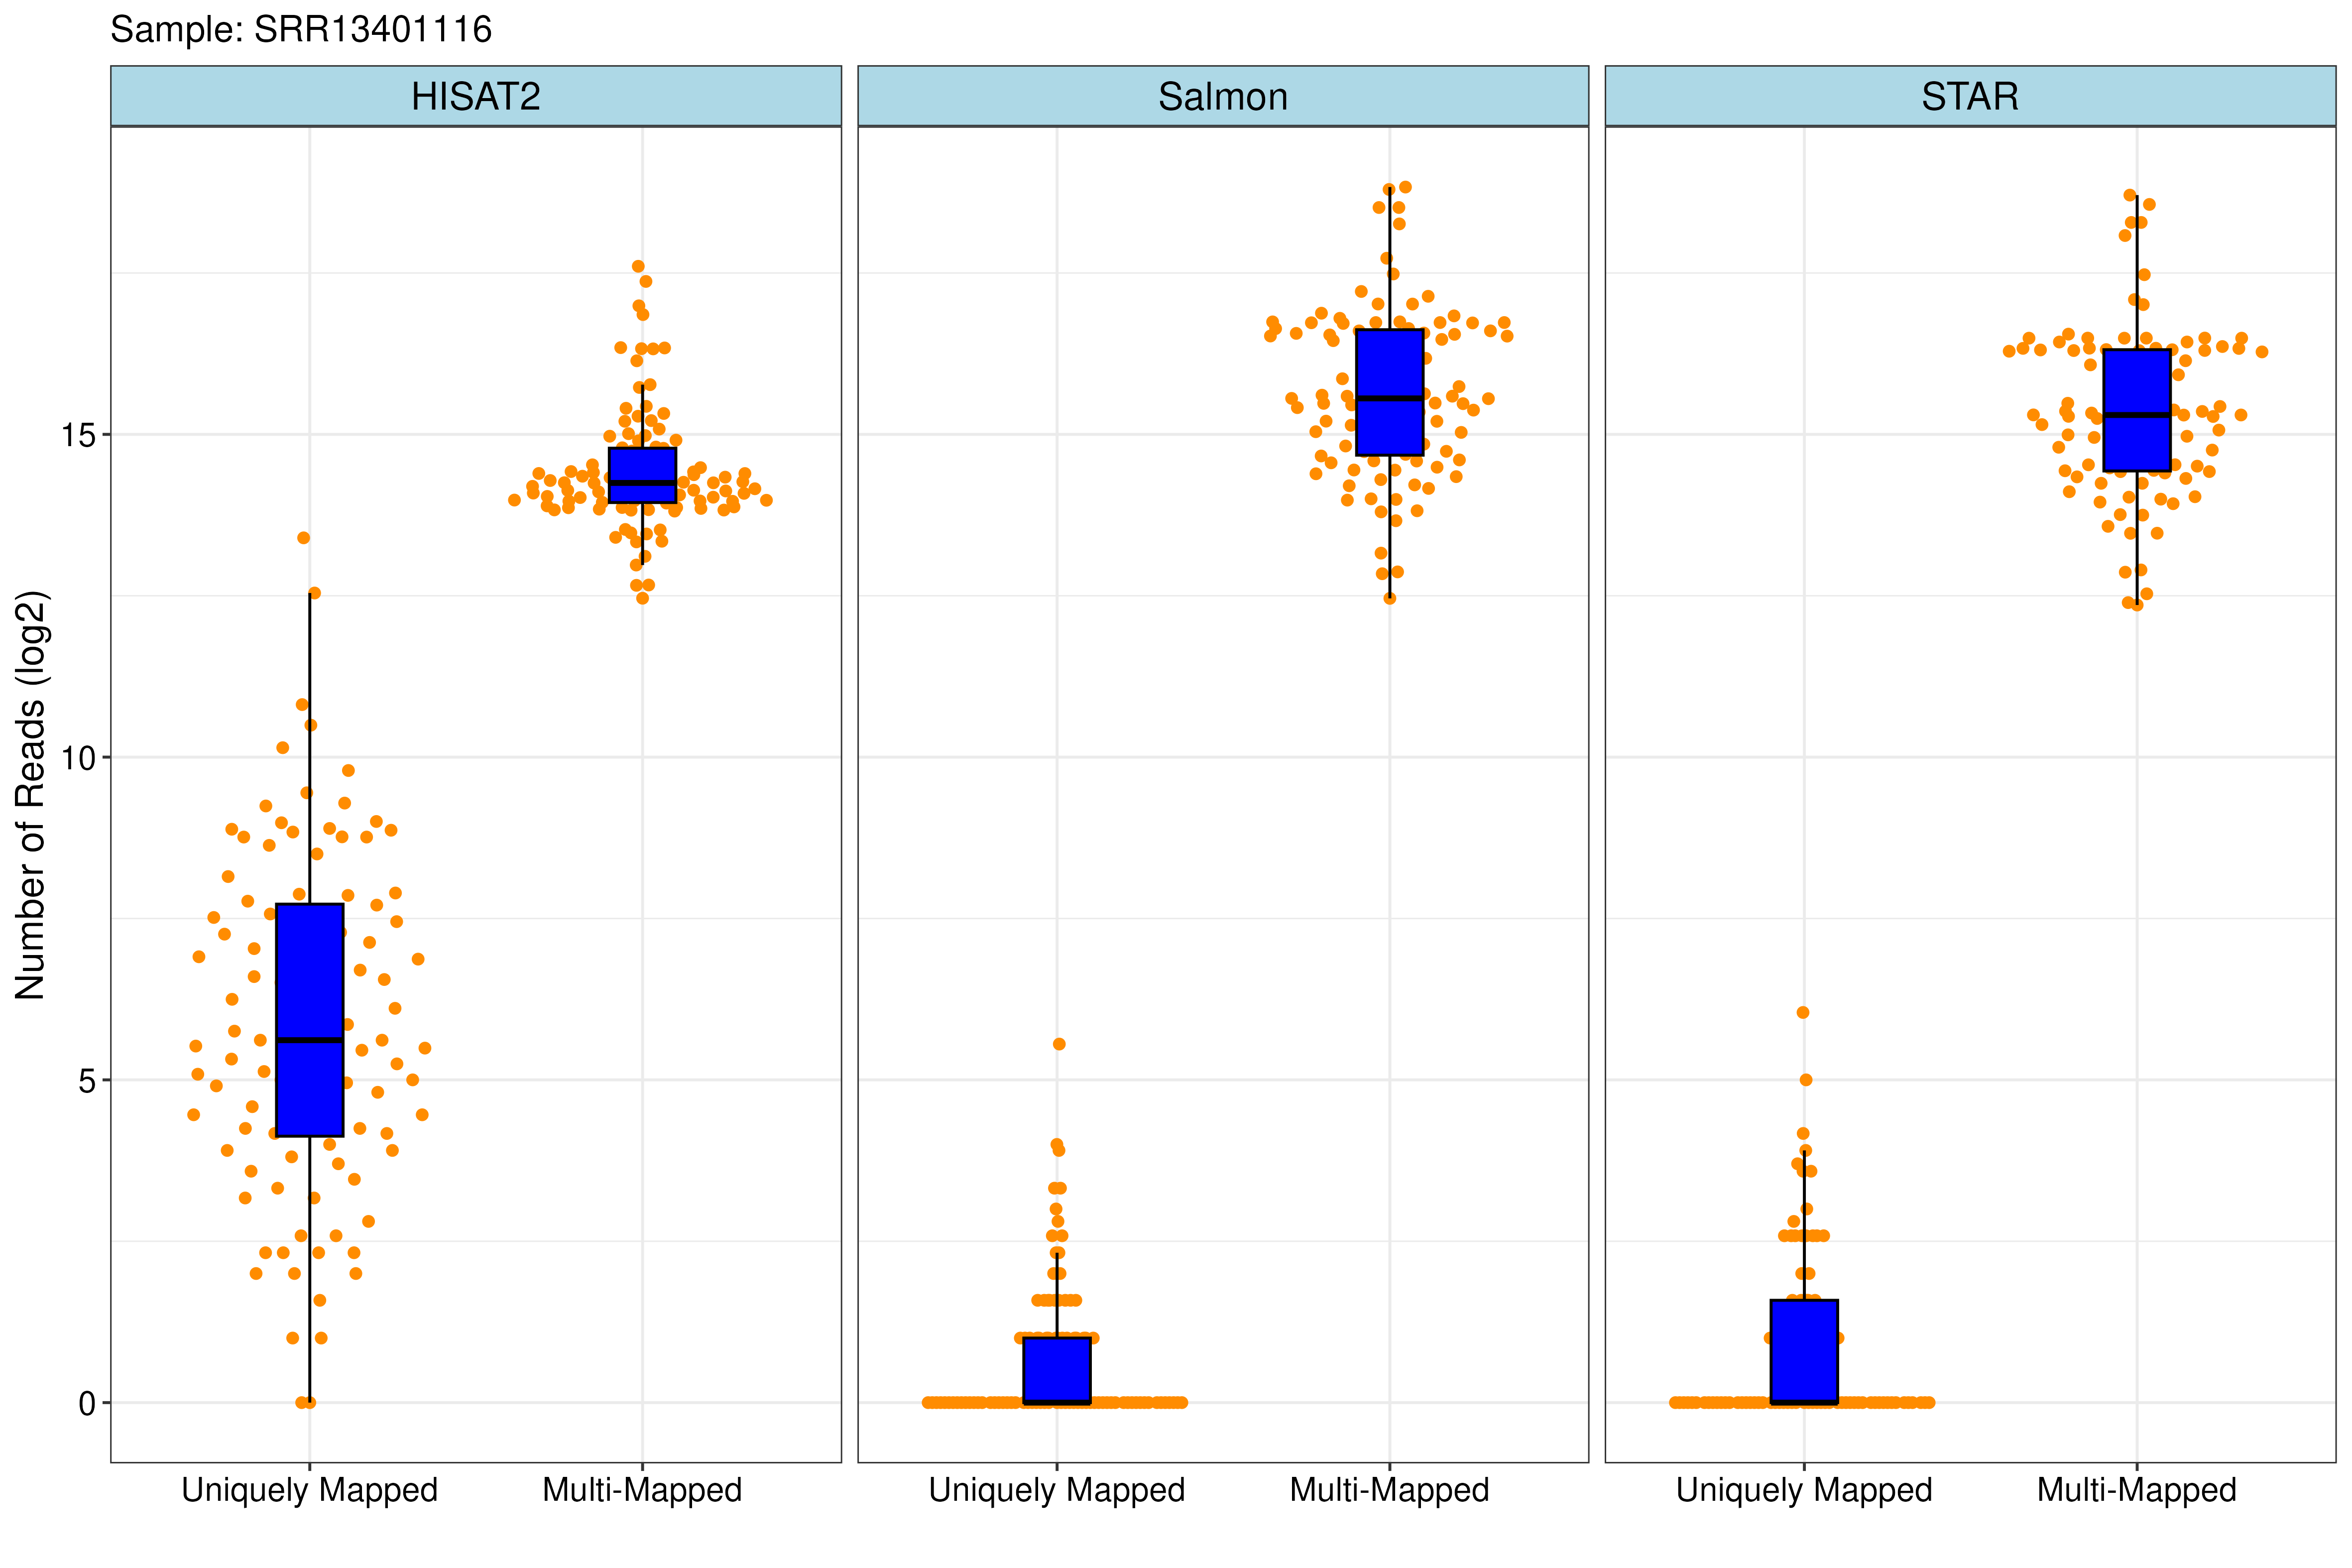 Sample: SRR13401116
HISAT2
Salmon
STAR
Number of Reads (log2)
15
10
5
0
Uniquely Mapped
Multi-Mapped
Uniquely Mapped
Multi-Mapped
Uniquely Mapped
Multi-Mapped